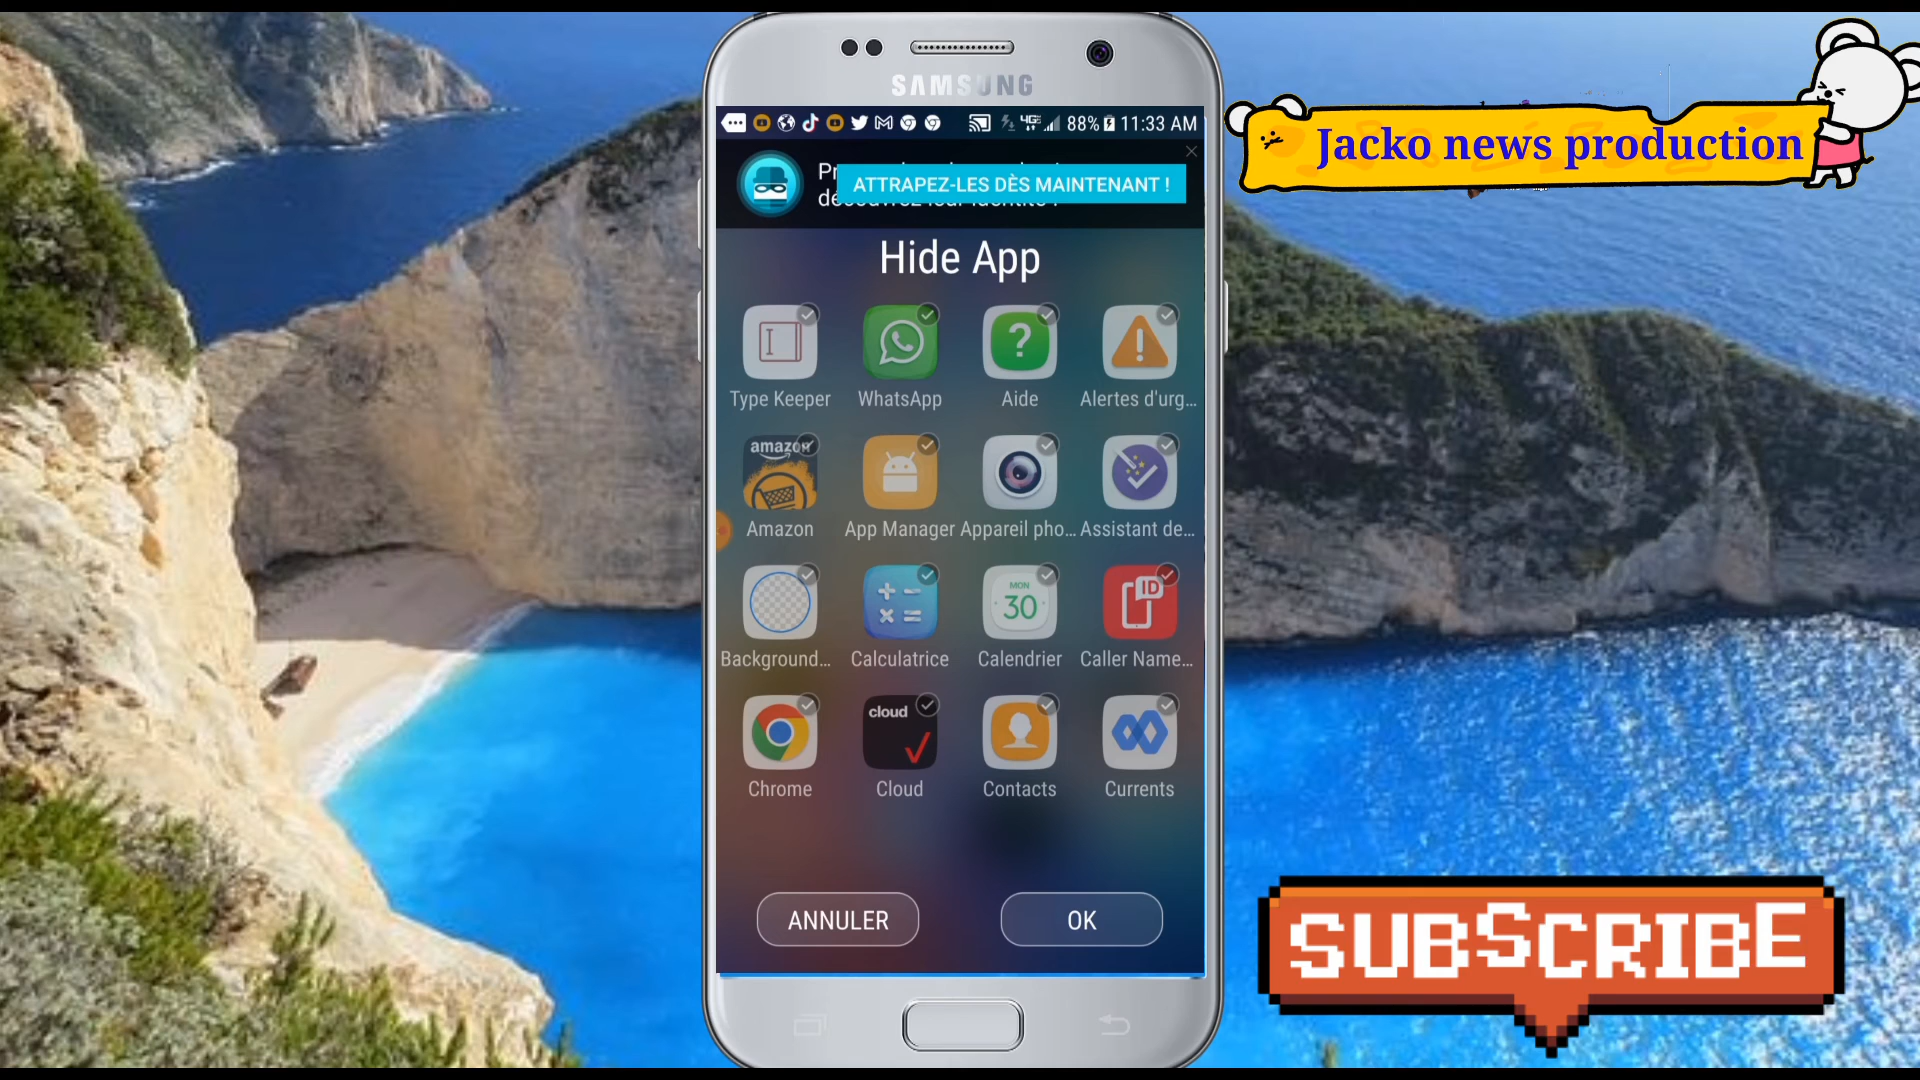 SAMSUNG
4GE 88% 11:33 AM
ATTRAPEZ-LES DÈS MAINTENANT !
Hide App
Type Keeper WhatsApp Aide Alertes d'urg...
amazon
Amazon App Manager Appareil pho... Assistant de...
MON
30
ID
Background... Calculatrice Calendrier Caller Name...
cloud
Chrome Cloud Contacts Currents
ANNULER OK
Jacko news production
SUBSCRIBE